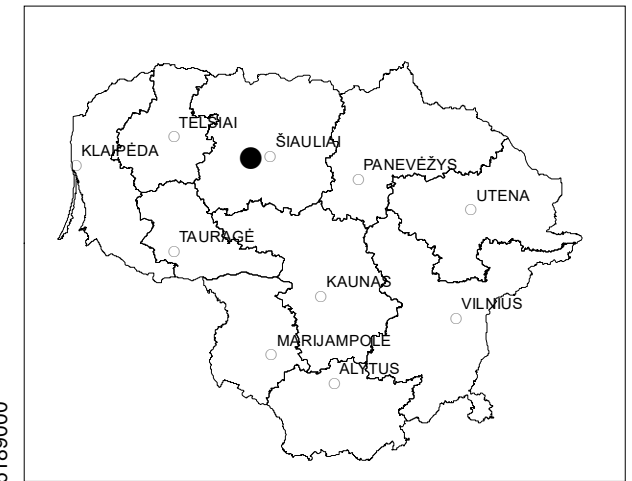 TELŠIAI
ŠIAULIAI
KLAIPĖDA
PANEVĖŽYS
UTENA
TAURAGĖ
KAUNAS
VILNIUS
MARIJAMPOLĖ
ALYTUS